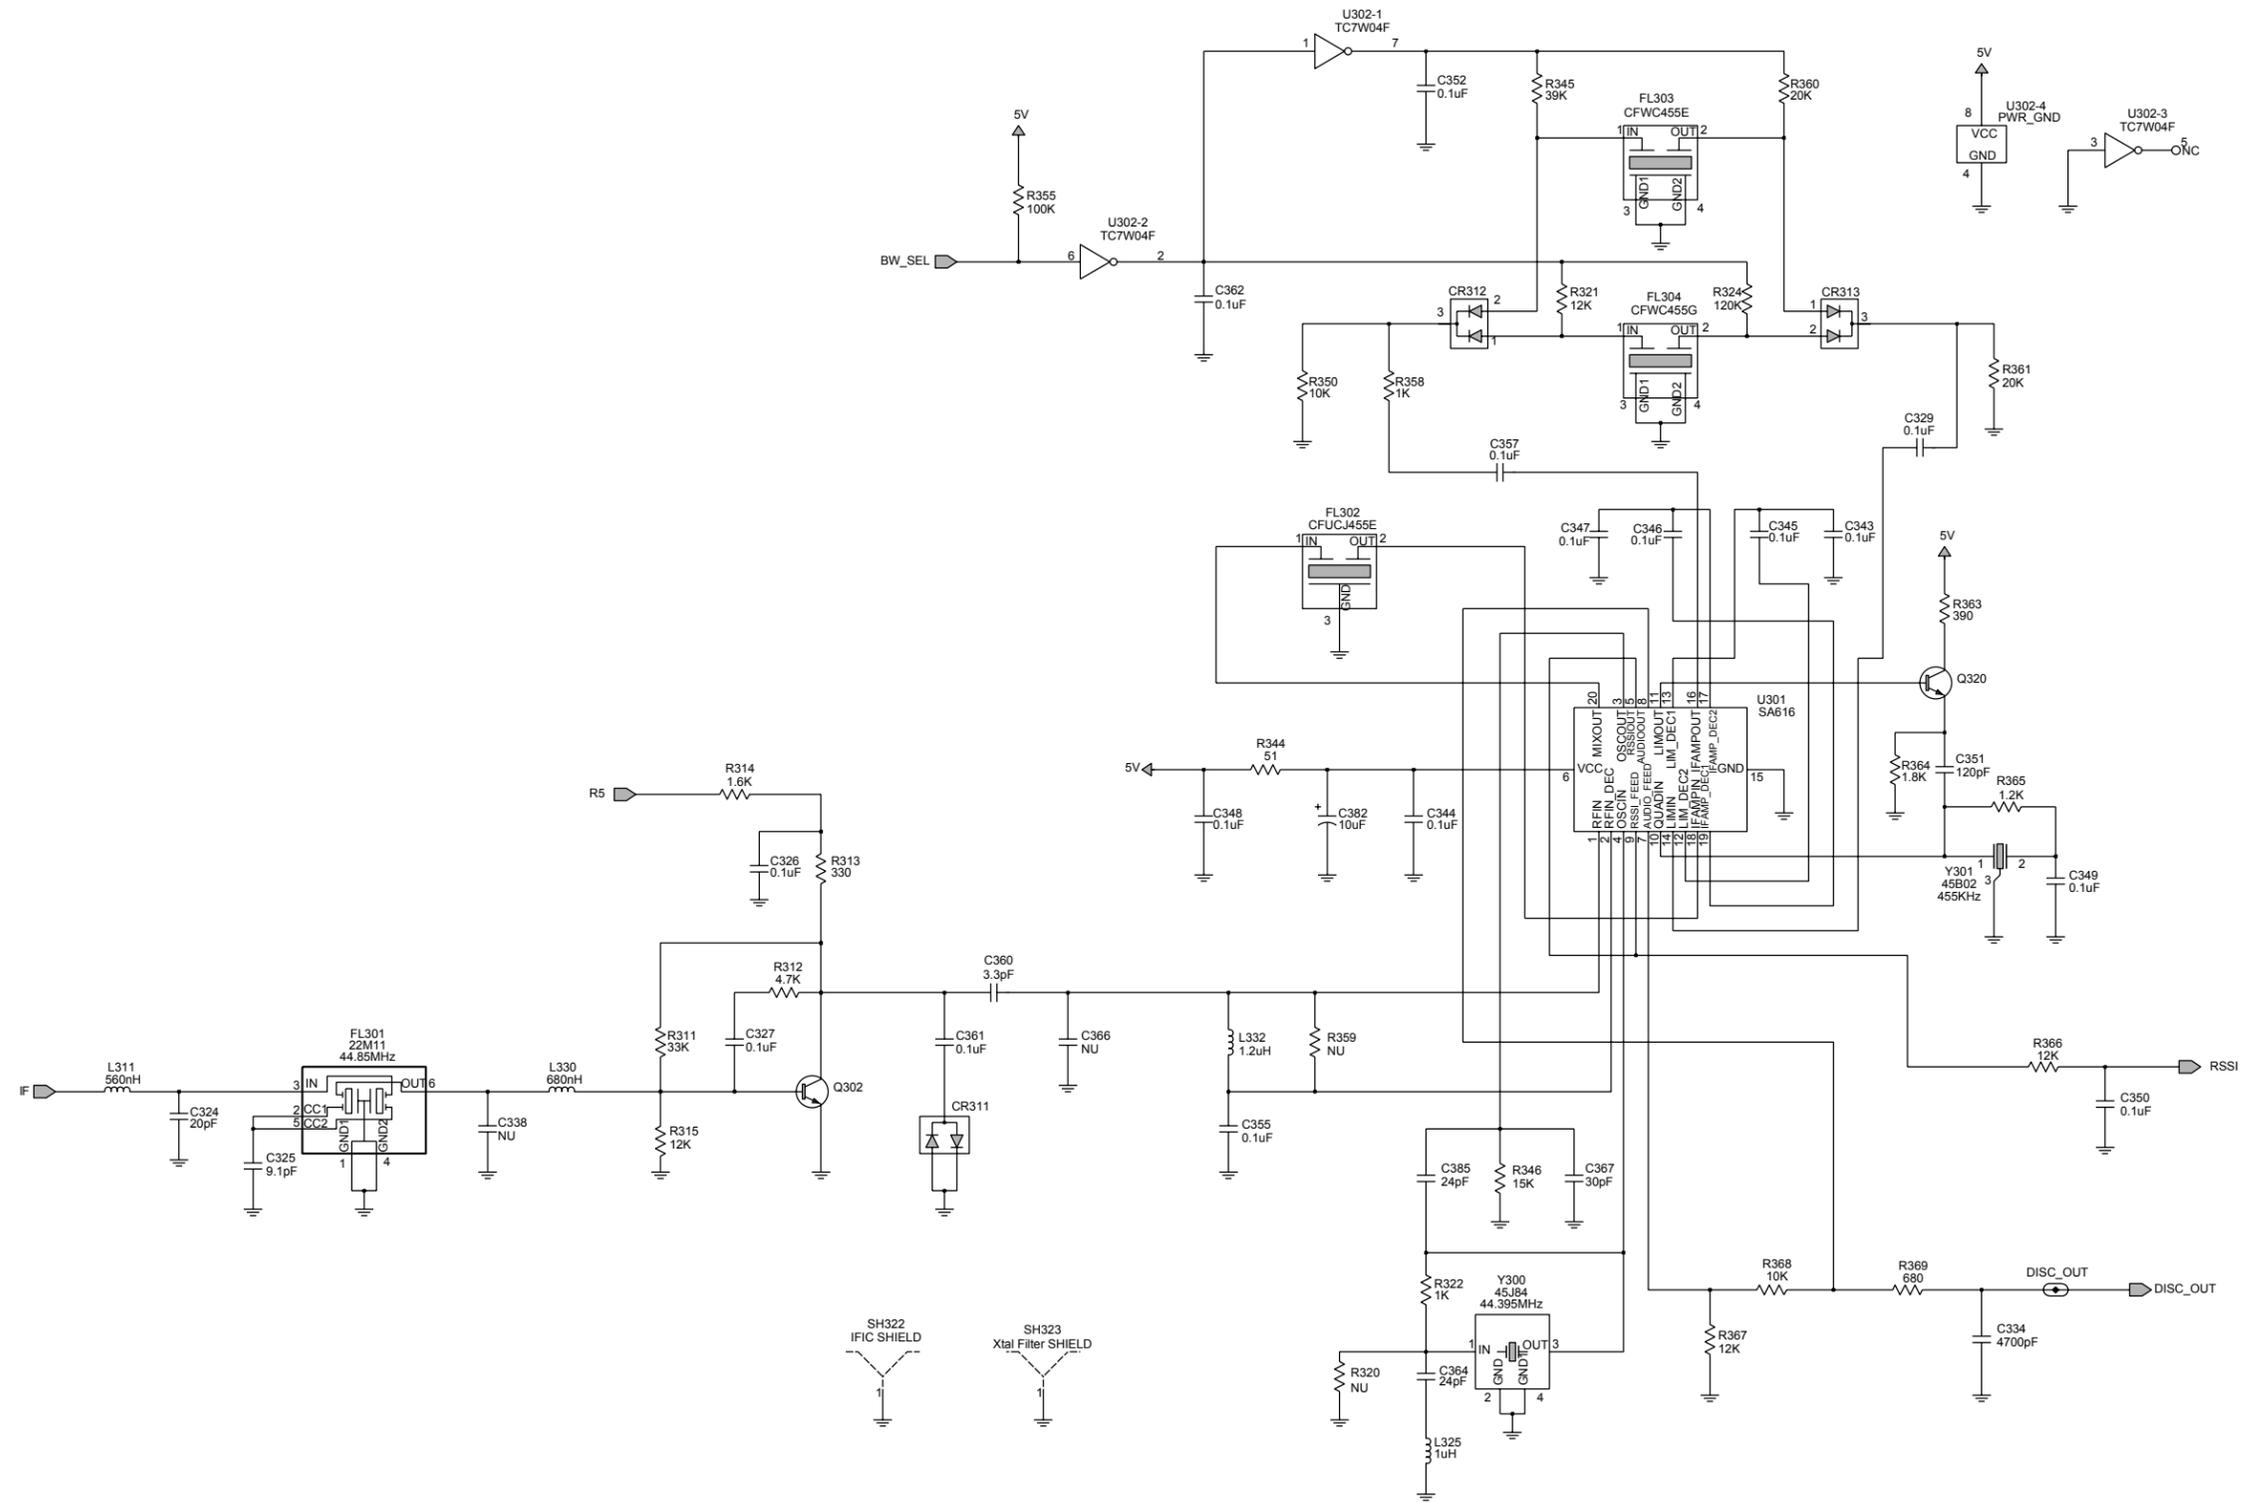 U302-1
TC7W04F
1
7
C352
0.1uF
R345
39K
R360
20K
FL303
CFWC455E
1
IN
OUT
2
GND1
GND2
3
4
5V
8
U302-4
PWR_GND
VCC
GND
4
U302-3
TC7W04F
3
5
NC
5V
R355
100K
U302-2
TC7W04F
BW_SEL
6
2
C362
0.1uF
CR312
3
2
1
R321
12K
FL304
CFWC455G
R324
120K
CR313
1
2
3
1
IN
OUT
2
GND1
GND2
3
4
R350
10K
R358
1K
R361
20K
C329
0.1uF
C357
0.1uF
FL302
CFUCJ455E
1
IN
OUT
2
GND
3
C347
0.1uF
C346
0.1uF
C345
0.1uF
C343
0.1uF
5V
R363
390
Q320
U301
SA616
20
3
5
8
11
13
16
17
MIXOUT
OSCOUT
RSSIOUT
AUDIOOUT
LIMOUT
LIM_DEC1
IFAMPOUT
IFAMP_DEC2
VCC
6
GND
15
RFIN
RFIN_DEC
OSCIN
RSSI_FEED
AUDIO_FEED
QUADIN
LIMIN
LIM_DEC2
IFAMPIN
IFAMP_DEC1
1
2
4
9
7
10
14
12
18
19
5V
R344
51
C348
0.1uF
+
C382
10uF
C344
0.1uF
R364
1.8K
C351
120pF
R365
1.2K
1
2
3
Y301
45B02
455KHz
C349
0.1uF
R5
R314
1.6K
C326
0.1uF
R313
330
R312
4.7K
C360
3.3pF
R311
33K
C327
0.1uF
C361
0.1uF
C366
NU
L332
1.2uH
R359
NU
IF
L311
560nH
C324
20pF
FL301
22M11
44.85MHz
3
IN
OUT
6
2
CC1
5
CC2
GND1
GND2
1
4
C325
9.1pF
C338
NU
L330
680nH
R315
12K
Q302
CR311
C355
0.1uF
R366
12K
RSSI
C350
0.1uF
C385
24pF
R346
15K
C367
30pF
R322
1K
Y300
45J84
44.395MHz
1
IN
OUT
3
GND
GND1
2
4
R320
NU
C364
24pF
L325
1uH
R368
10K
R369
680
DISC_OUT
DISC_OUT
R367
12K
C334
4700pF
SH322
IFIC SHIELD
1
SH323
Xtal Filter SHIELD
1